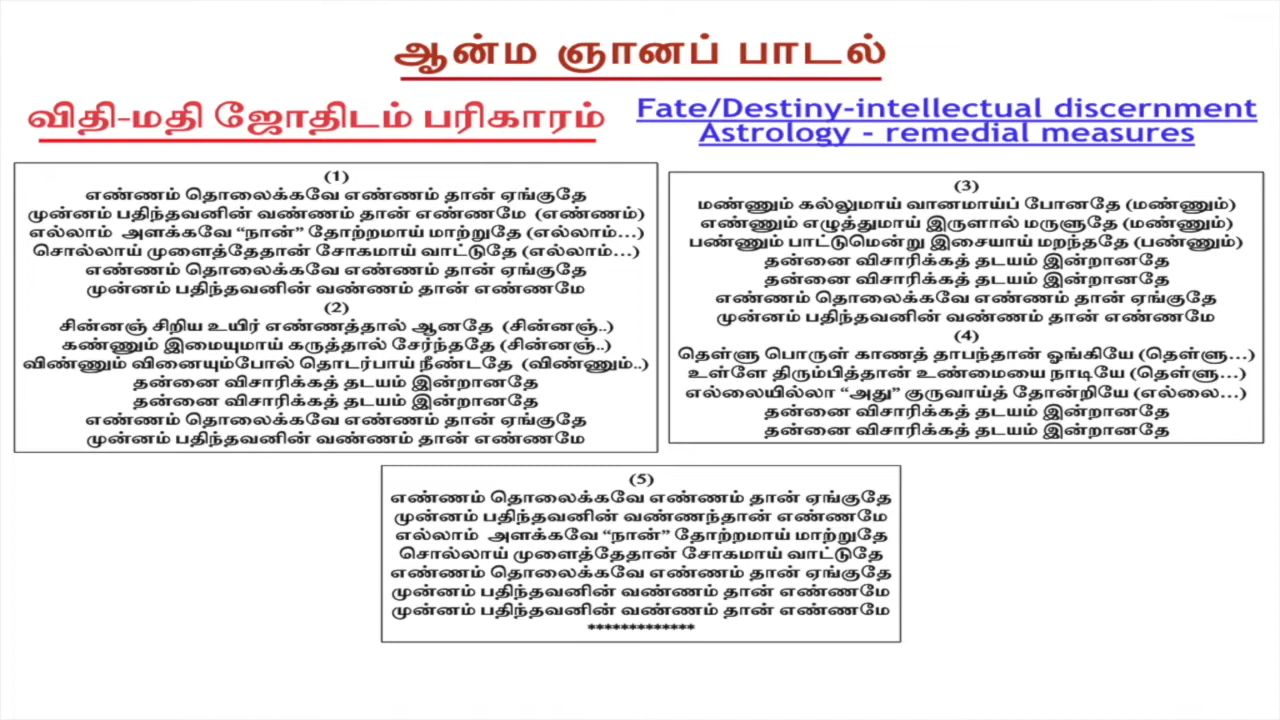 ஆன்ம ஞானப் பாடல்
விதி-மதி ஜோதிடம் பரிகாரம்
Fate/Destiny-intellectual discernment
Astrology - remedial measures
(1)
எண்ணம் தொலைக்கவே எண்ணம் தான் ஏங்குதே
முன்னம் பதிந்தவனின் வண்ணம் தான் எண்ணமே (எண்ணம்)
எல்லாம் அளக்கவே “நான்” தோற்றமாய் மாற்றுதே (எல்லாம்...)
சொல்லாய் முளைத்தேதான் சோகமாய் வாட்டுதே (எல்லாம்...)
எண்ணம் தொலைக்கவே எண்ணம் தான் ஏங்குதே
முன்னம் பதிந்தவனின் வண்ணம் தான் எண்ணமே
(2)
சின்னஞ் சிறிய உயிர் எண்ணத்தால் ஆனதே (சின்னஞ்..)
கண்ணும் இமையுமாய் கருத்தால் சேர்ந்ததே (சின்னஞ்..)
விண்ணும் வினையும்போல் தொடர்பாய் நீண்டதே (விண்ணும்..)
தன்னை விசாரிக்கத் தடயம் இன்றானதே
தன்னை விசாரிக்கத் தடயம் இன்றானதே
எண்ணம் தொலைக்கவே எண்ணம் தான் ஏங்குதே
முன்னம் பதிந்தவனின் வண்ணம் தான் எண்ணமே
(3)
மண்ணும் கல்லுமாய் வானமாய்ப் போனதே (மண்ணும்)
எண்ணும் எழுத்துமாய் இருளால் மருளுதே (மண்ணும்)
பண்ணும் பாட்டுமென்று இசையாய் மறந்ததே (பண்ணும்)
தன்னை விசாரிக்கத் தடயம் இன்றானதே
தன்னை விசாரிக்கத் தடயம் இன்றானதே
எண்ணம் தொலைக்கவே எண்ணம் தான் ஏங்குதே
முன்னம் பதிந்தவனின் வண்ணம் தான் எண்ணமே
(4)
தெள்ளு பொருள் காணத் தாபந்தான் ஓங்கியே (தெள்ளு...)
உள்ளே திரும்பித்தான் உண்மையை நாடியே (தெள்ளு...)
எல்லையில்லா “அது” குருவாய்த் தோன்றியே (எல்லை...)
தன்னை விசாரிக்கத் தடயம் இன்றானதே
தன்னை விசாரிக்கத் தடயம் இன்றானதே
(5)
எண்ணம் தொலைக்கவே எண்ணம் தான் ஏங்குதே
முன்னம் பதிந்தவனின் வண்ணந்தான் எண்ணமே
எல்லாம் அளக்கவே “நான்” தோற்றமாய் மாற்றுதே
சொல்லாய் முளைத்தேதான் சோகமாய் வாட்டுதே
எண்ணம் தொலைக்கவே எண்ணம் தான் ஏங்குதே
முன்னம் பதிந்தவனின் வண்ணம் தான் எண்ணமே
முன்னம் பதிந்தவனின் வண்ணம் தான் எண்ணமே
*************